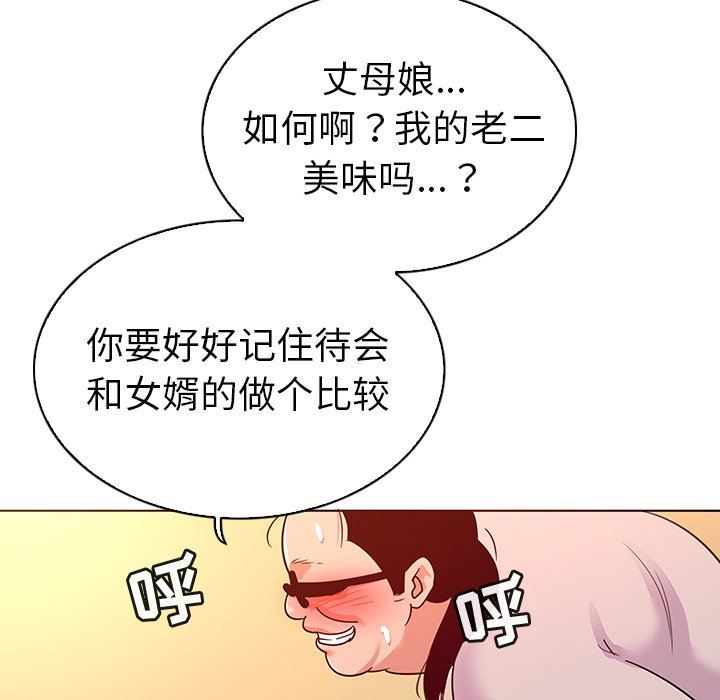 丈母娘...
如何啊？我的老二
美味吗...？
你要好好记住待会
和女婿的做个比较
呼
呼